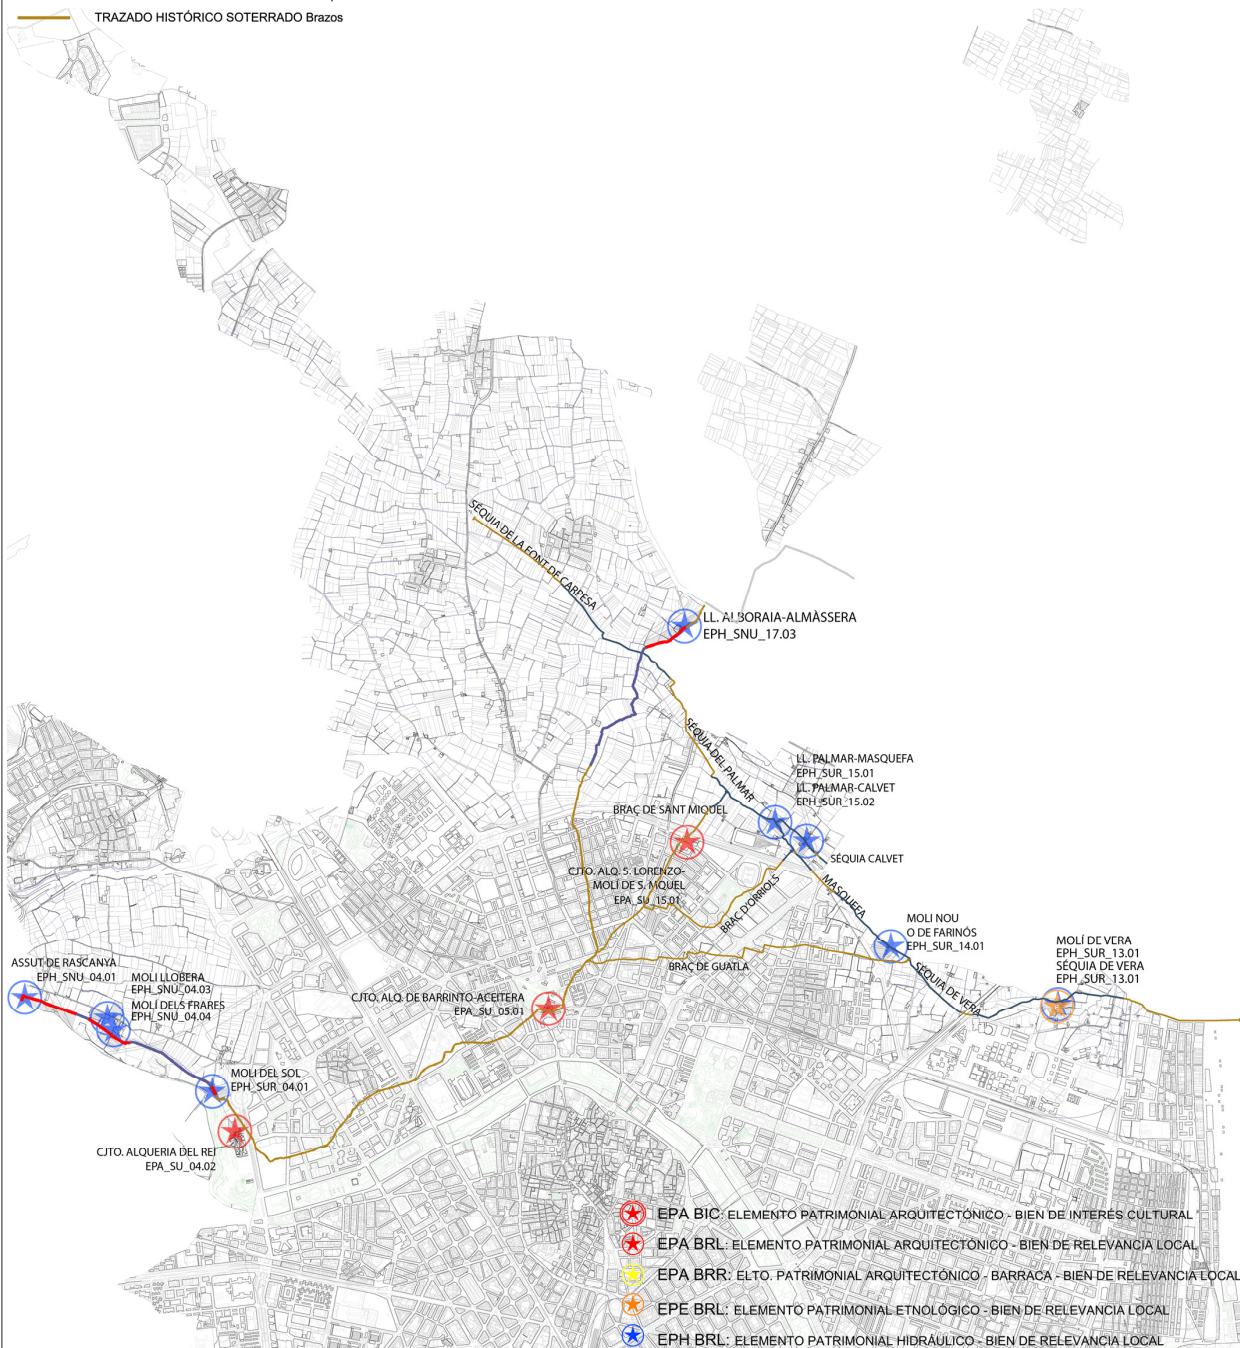 TRAZADO HISTÓRICO SOTERRADO Brazos
SÉQUIA DE LA FONT DE CARPESA
LL. ALBORAIA-ALMÀSSERA
EPH_SNU_17.03
SÉQUIA DEL PALMAR
LL. PALMAR-MASQUEFA
EPH_SUR_15.01
LL. PALMAR-CALVET
EPH_SUR_15.02
BRAÇ DE SANT MIQUEL
SÉQUIA CALVET
CJTO. ALQ. S. LORENZO-
MOLÍ DE S. MQUEL
EPA_SU_15.01
MASQUEFA
BRAÇ D'ORRIOLS
MOLI NOU
O DE FARINÓS
EPH_SUR_14.01
MOLÍ DE VERA
EPH_SUR_13.01
SÉQUIA DE VERA
EPH_SUR_13.01
BRAÇ DE GUATLA
SÉQUIA DE VERA
ASSUT DE RASCANYA
EPH_SNU_04.01
MOLI LLOBERA
EPH_SNU_04.03
MOLÍ DELS FRARES
EPH_SNU_04.04
CJTO. ALQ. DE BARRINTO-ACEITERA
EPA_SU_05.01
MOLI DEL SOL
EPH_SUR_04.01
CJTO. ALQUERIA DEL REI
EPA_SU_04.02
EPA BIC: ELEMENTO PATRIMONIAL ARQUITECTÓNICO - BIEN DE INTERÉS CULTURAL
EPA BRL: ELEMENTO PATRIMONIAL ARQUITECTÓNICO - BIEN DE RELEVANCIA LOCAL
EPA BRR: ELTO. PATRIMONIAL ARQUITECTÓNICO - BARRACA - BIEN DE RELEVANCIA LOCAL
EPE BRL: ELEMENTO PATRIMONIAL ETNOLÓGICO - BIEN DE RELEVANCIA LOCAL
EPH BRL: ELEMENTO PATRIMONIAL HIDRÁULICO - BIEN DE RELEVANCIA LOCAL